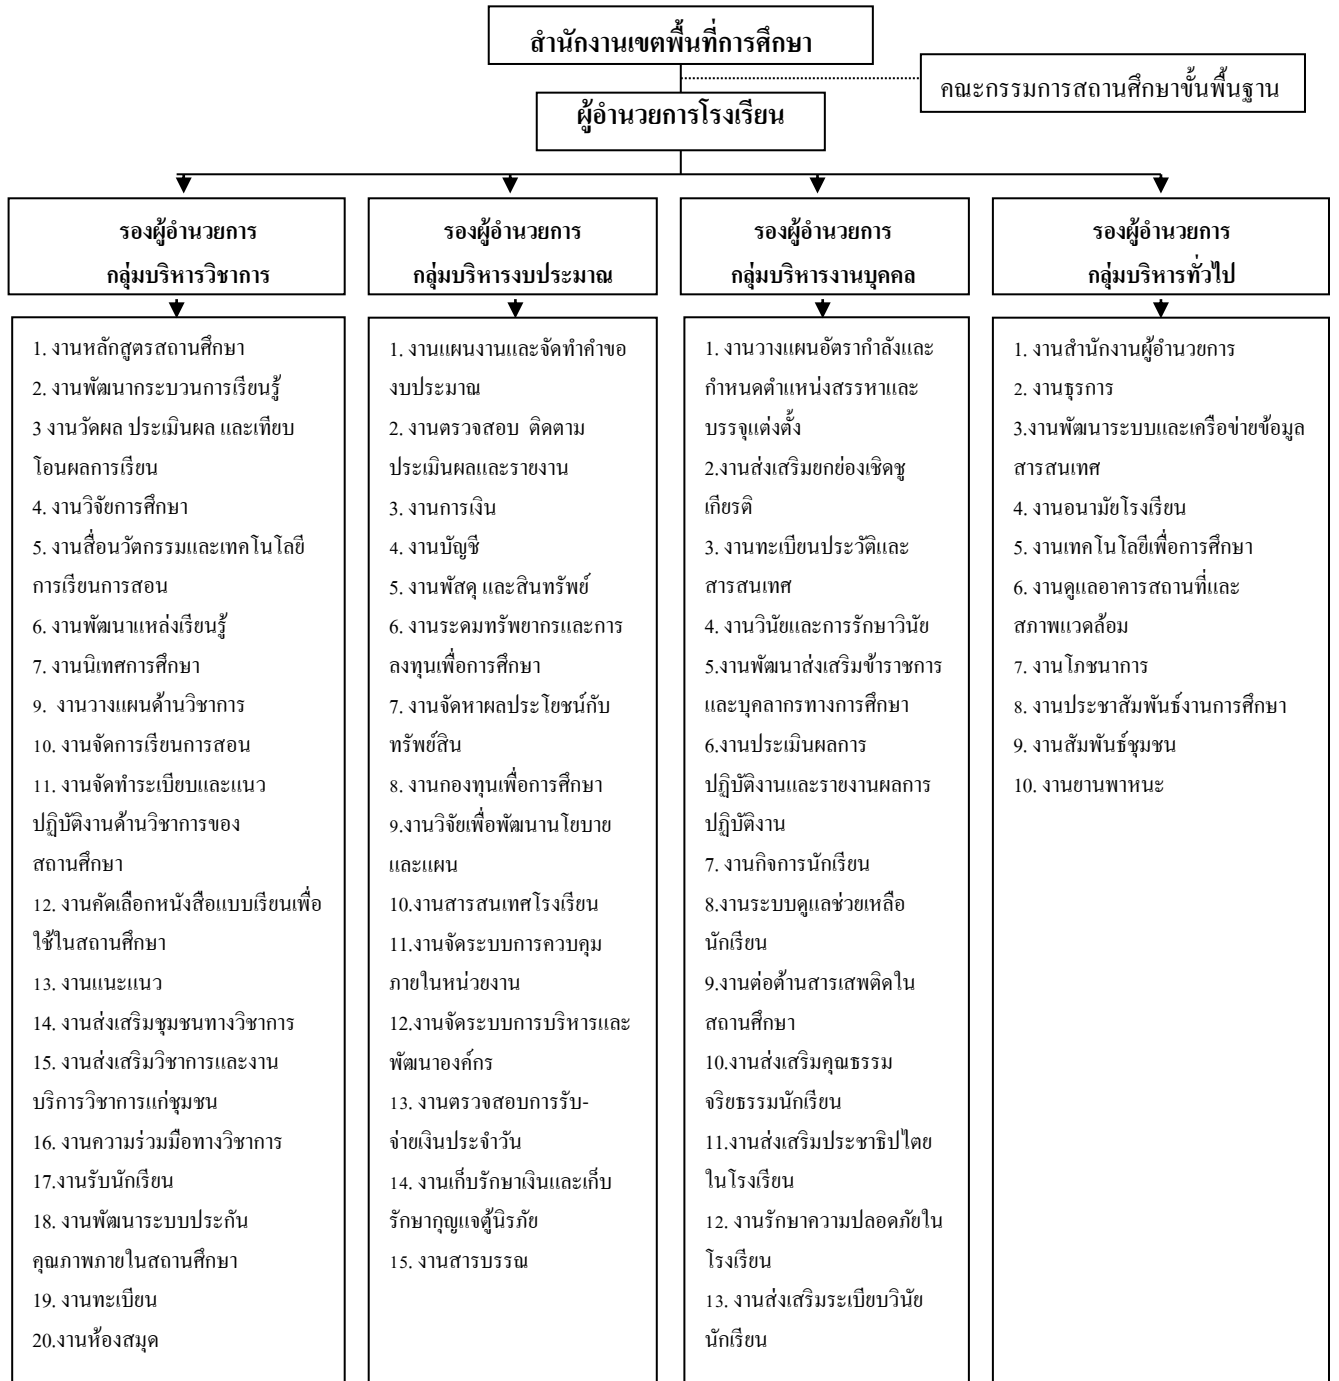 สำนักงานเขตพื้นที่การศึกษา
คณะกรรมการสถานศึกษาขั้นพื้นฐาน
ผู้อำนวยการโรงเรียน
รองผู้อำนวยการ
กลุ่มบริหารวิชาการ
รองผู้อำนวยการ
กลุ่มบริหารงบประมาณ
รองผู้อำนวยการ
กลุ่มบริหารงานบุคคล
รองผู้อำนวยการ
กลุ่มบริหารทั่วไป
1. งานหลักสูตรสถานศึกษา
2. งานพัฒนากระบวนการเรียนรู้
3 งานวัดผล ประเมินผล และเทียบ
โอนผลการเรียน
4. งานวิจัยการศึกษา
5. งานสื่อนวัตกรรมและเทคโนโลยี
การเรียนการสอน
6. งานพัฒนาแหล่งเรียนรู้
7. งานนิเทศการศึกษา
9. งานวางแผนด้านวิชาการ
10. งานจัดการเรียนการสอน
11. งานจัดทำระเบียบและแนว
ปฏิบัติงานด้านวิชาการของ
สถานศึกษา
12. งานคัดเลือกหนังสือแบบเรียนเพื่อ
ใช้ในสถานศึกษา
13. งานแนะแนว
14. งานส่งเสริมชุมชนทางวิชาการ
15. งานส่งเสริมวิชาการและงาน
บริการวิชาการแก่ชุมชน
16. งานความร่วมมือทางวิชาการ
17.งานรับนักเรียน
18. งานพัฒนาระบบประกัน
คุณภาพภายในสถานศึกษา
19. งานทะเบียน
20.งานห้องสมุด
1. งานแผนงานและจัดทำคำขอ
งบประมาณ
2. งานตรวจสอบ ติดตาม
ประเมินผลและรายงาน
3. งานการเงิน
4. งานบัญชี
5. งานพัสดุ และสินทรัพย์
6. งานระดมทรัพยากรและการ
ลงทุนเพื่อการศึกษา
7. งานจัดหาผลประโยชน์กับ
ทรัพย์สิน
8. งานกองทุนเพื่อการศึกษา
9.งานวิจัยเพื่อพัฒนานโยบาย
และแผน
10.งานสารสนเทศโรงเรียน
11.งานจัดระบบการควบคุม
ภายในหน่วยงาน
12.งานจัดระบบการบริหารและ
พัฒนาองค์กร
13. งานตรวจสอบการรับ-
จ่ายเงินประจำวัน
14. งานเก็บรักษาเงินและเก็บ
รักษากุญแจตู้นิรภัย
15. งานสารบรรณ
1. งานวางแผนอัตรากำลังและ
กำหนดตำแหน่งสรรหาและ
บรรจุแต่งตั้ง
2.งานส่งเสริมยกย่องเชิดชู
เกียรติ
3. งานทะเบียนประวัติและ
สารสนเทศ
4. งานวินัยและการรักษาวินัย
5.งานพัฒนาส่งเสริมข้าราชการ
และบุคลากรทางการศึกษา
6.งานประเมินผลการ
ปฏิบัติงานและรายงานผลการ
ปฏิบัติงาน
7. งานกิจการนักเรียน
8.งานระบบดูแลช่วยเหลือ
นักเรียน
9.งานต่อต้านสารเสพติดใน
สถานศึกษา
10.งานส่งเสริมคุณธรรม
จริยธรรมนักเรียน
11.งานส่งเสริมประชาธิปไตย
ในโรงเรียน
12. งานรักษาความปลอดภัยใน
โรงเรียน
13. งานส่งเสริมระเบียบวินัย
นักเรียน
1. งานสำนักงานผู้อำนวยการ
2. งานธุรการ
3.งานพัฒนาระบบและเครือข่ายข้อมูล
สารสนเทศ
4. งานอนามัยโรงเรียน
5. งานเทคโนโลยีเพื่อการศึกษา
6. งานดูแลอาคารสถานที่และ
สภาพแวดล้อม
7. งานโภชนาการ
8. งานประชาสัมพันธ์งานการศึกษา
9. งานสัมพันธ์ชุมชน
10. งานยานพาหนะ